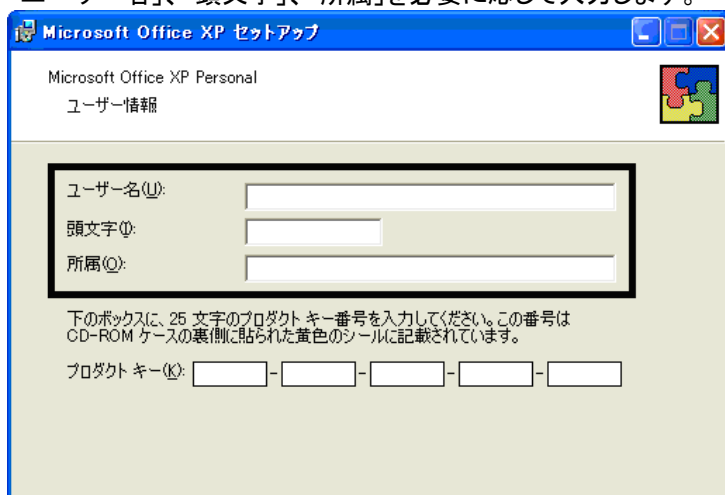 ユーザー名」、「頭文字」、「所属」を必要に応じて入力します。
Microsoft Office XP セットアップ
Microsoft Office XP Personal
ユーザー情報
ユーザー名(U):
頭文字(I):
所属(O):
下のボックスに、25 文字のプロダクト キー番号を入力してください。この番号は
CD-ROM ケースの裏側に貼られた黄色のシールに記載されています。
プロダクト キー(K): - - - -